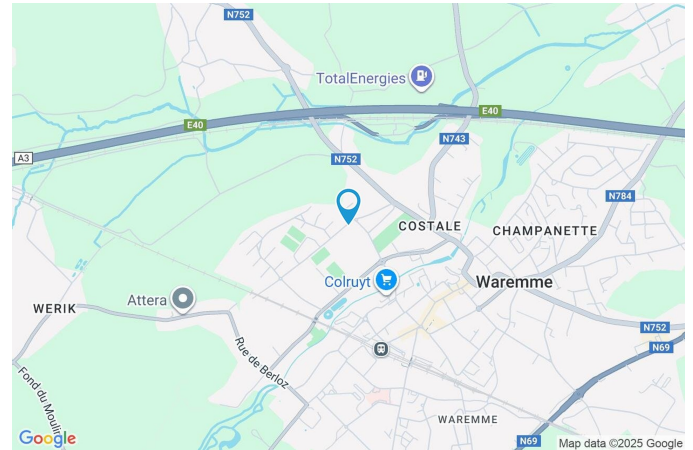 N752
TotalEnergies
E40
E40
A3
N752
N743
N784
COSTALE
CHAMPANETTE
Colruyt
Waremme
Attera
WERIK
N752
N69
Rue de Berloz
Fond du Moulin
WAREMME
N69
Google
Map data ©2025 Google